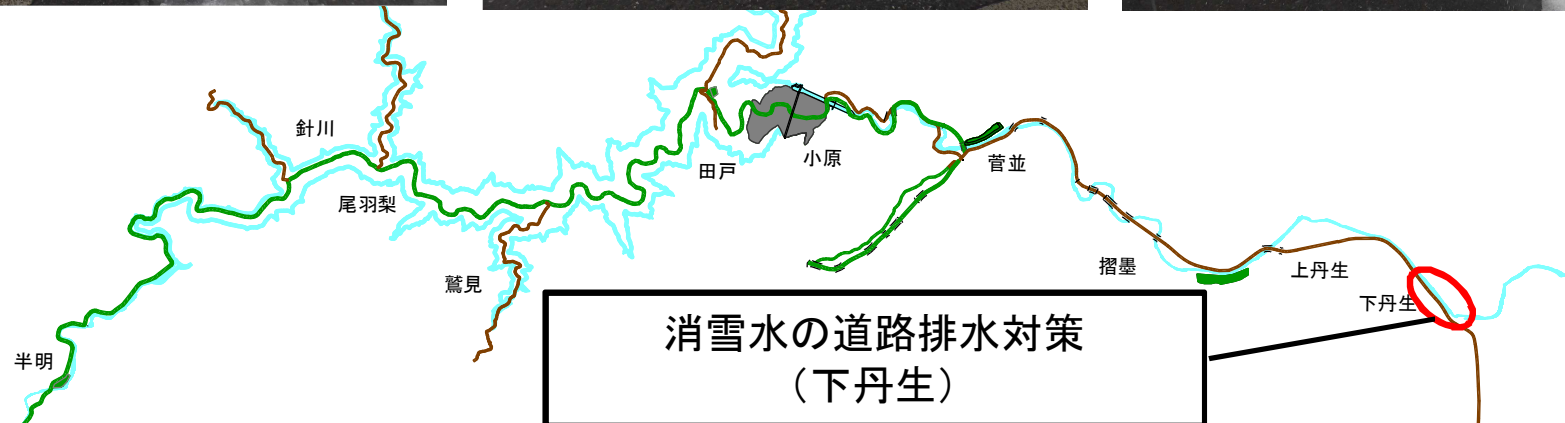 針川
小原
田戸
菅並
尾羽梨
鷲見
摺墨
上丹生
下丹生
半明
消雪水の道路排水対策
（下丹生）